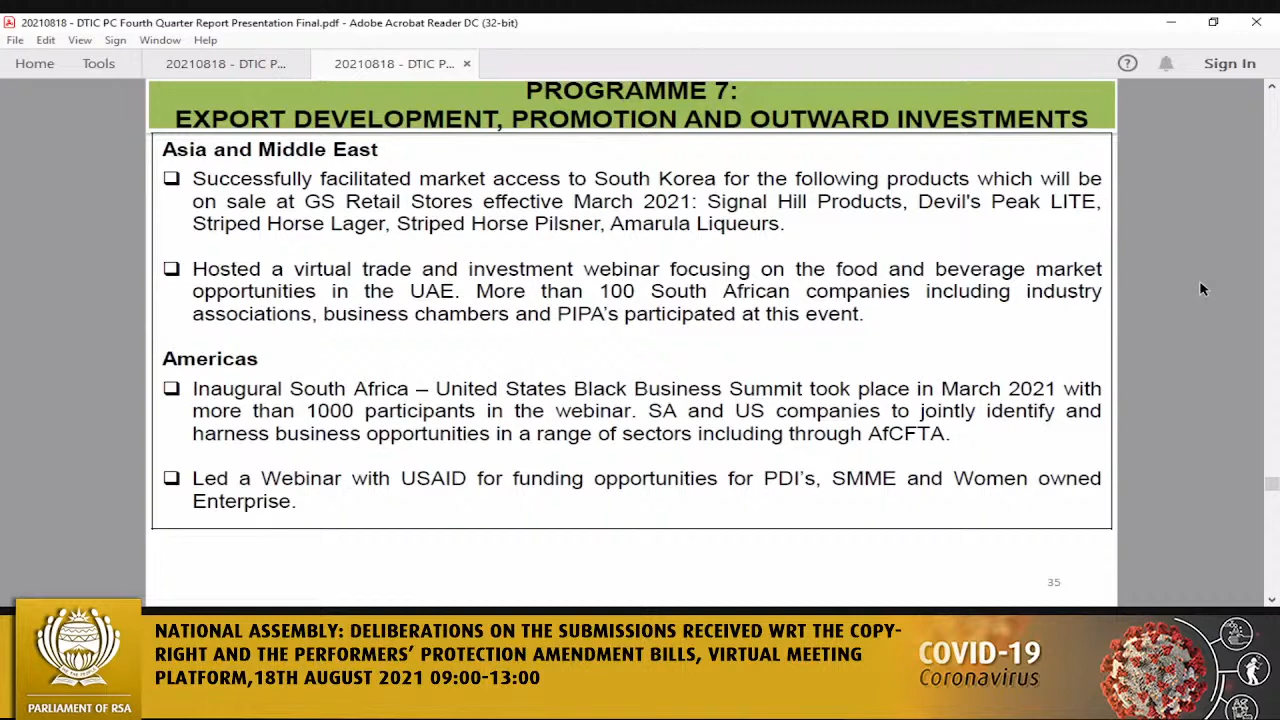 20210818 - DTIC PC Fourth Quarter Report Presentation Final.pdf - Adobe Acrobat Reader DC (32-bit)
File Edit View Sign Window Help
Home Tools 20210818 - DTIC P... 20210818 - DTIC P... × Sign In
PROGRAMME 7:
EXPORT DEVELOPMENT, PROMOTION AND OUTWARD INVESTMENTS
Asia and Middle East
❑ Successfully facilitated market access to South Korea for the following products which will be
on sale at GS Retail Stores effective March 2021: Signal Hill Products, Devil's Peak LITE,
Striped Horse Lager, Striped Horse Pilsner, Amarula Liqueurs.
❑ Hosted a virtual trade and investment webinar focusing on the food and beverage market
opportunities in the UAE. More than 100 South African companies including industry
associations, business chambers and PIPA's participated at this event.
Americas
❑ Inaugural South Africa – United States Black Business Summit took place in March 2021 with
more than 1000 participants in the webinar. SA and US companies to jointly identify and
harness business opportunities in a range of sectors including through AfCFTA.
❑ Led a Webinar with USAID for funding opportunities for PDI's, SMME and Women owned
Enterprise.
35
NATIONAL ASSEMBLY: DELIBERATIONS ON THE SUBMISSIONS RECEIVED WRT THE COPY-
RIGHT AND THE PERFORMERS' PROTECTION AMENDMENT BILLS, VIRTUAL MEETING
PLATFORM,18TH AUGUST 2021 09:00-13:00
PARLIAMENT OF RSA
COVID-19
Coronavirus